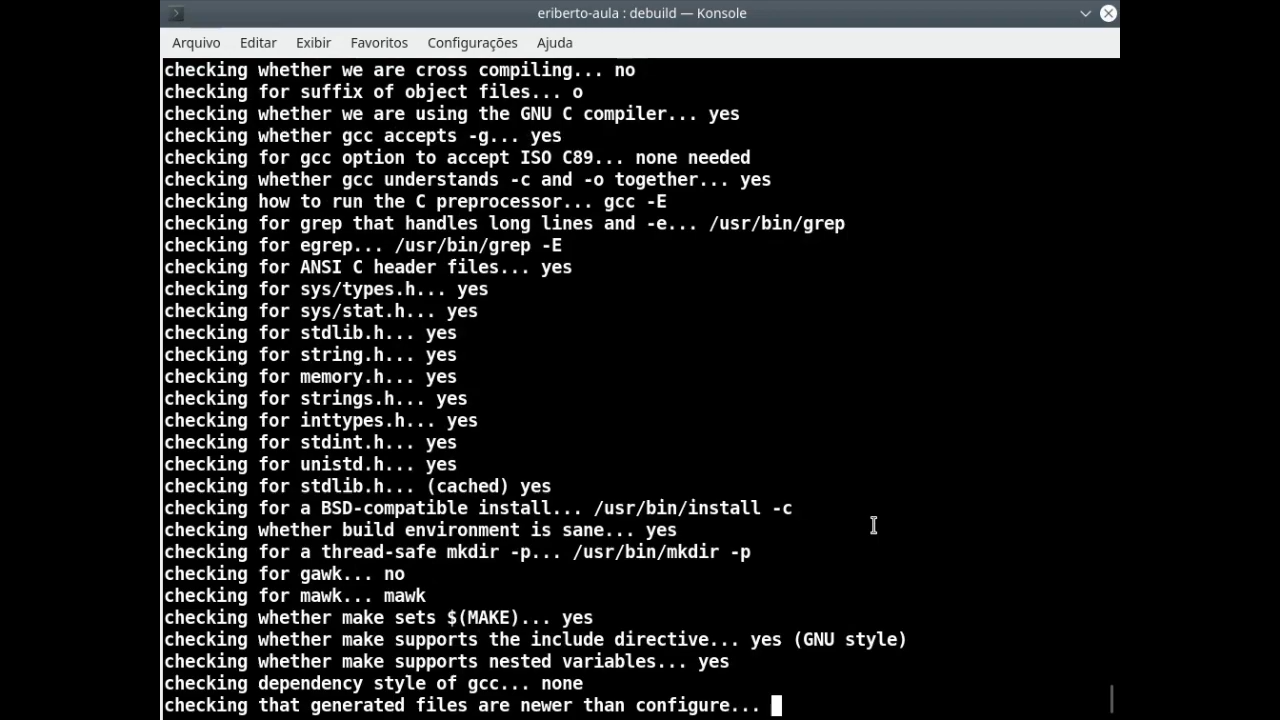 eriberto-aula : debuild — Konsole
Arquivo Editar Exibir Favoritos Configurações Ajuda
checking whether we are cross compiling... no
checking for suffix of object files... o
checking whether we are using the GNU C compiler... yes
checking whether gcc accepts -g... yes
checking for gcc option to accept ISO C89... none needed
checking whether gcc understands -c and -o together... yes
checking how to run the C preprocessor... gcc -E
checking for grep that handles long lines and -e... /usr/bin/grep
checking for egrep... /usr/bin/grep -E
checking for ANSI C header files... yes
checking for sys/types.h... yes
checking for sys/stat.h... yes
checking for stdlib.h... yes
checking for string.h... yes
checking for memory.h... yes
checking for strings.h... yes
checking for inttypes.h... yes
checking for stdint.h... yes
checking for unistd.h... yes
checking for stdlib.h... (cached) yes
checking for a BSD-compatible install... /usr/bin/install -c
checking whether build environment is sane... yes
checking for a thread-safe mkdir -p... /usr/bin/mkdir -p
checking for gawk... no
checking for mawk... mawk
checking whether make sets $(MAKE)... yes
checking whether make supports the include directive... yes (GNU style)
checking whether make supports nested variables... yes
checking dependency style of gcc... none
checking that generated files are newer than configure...